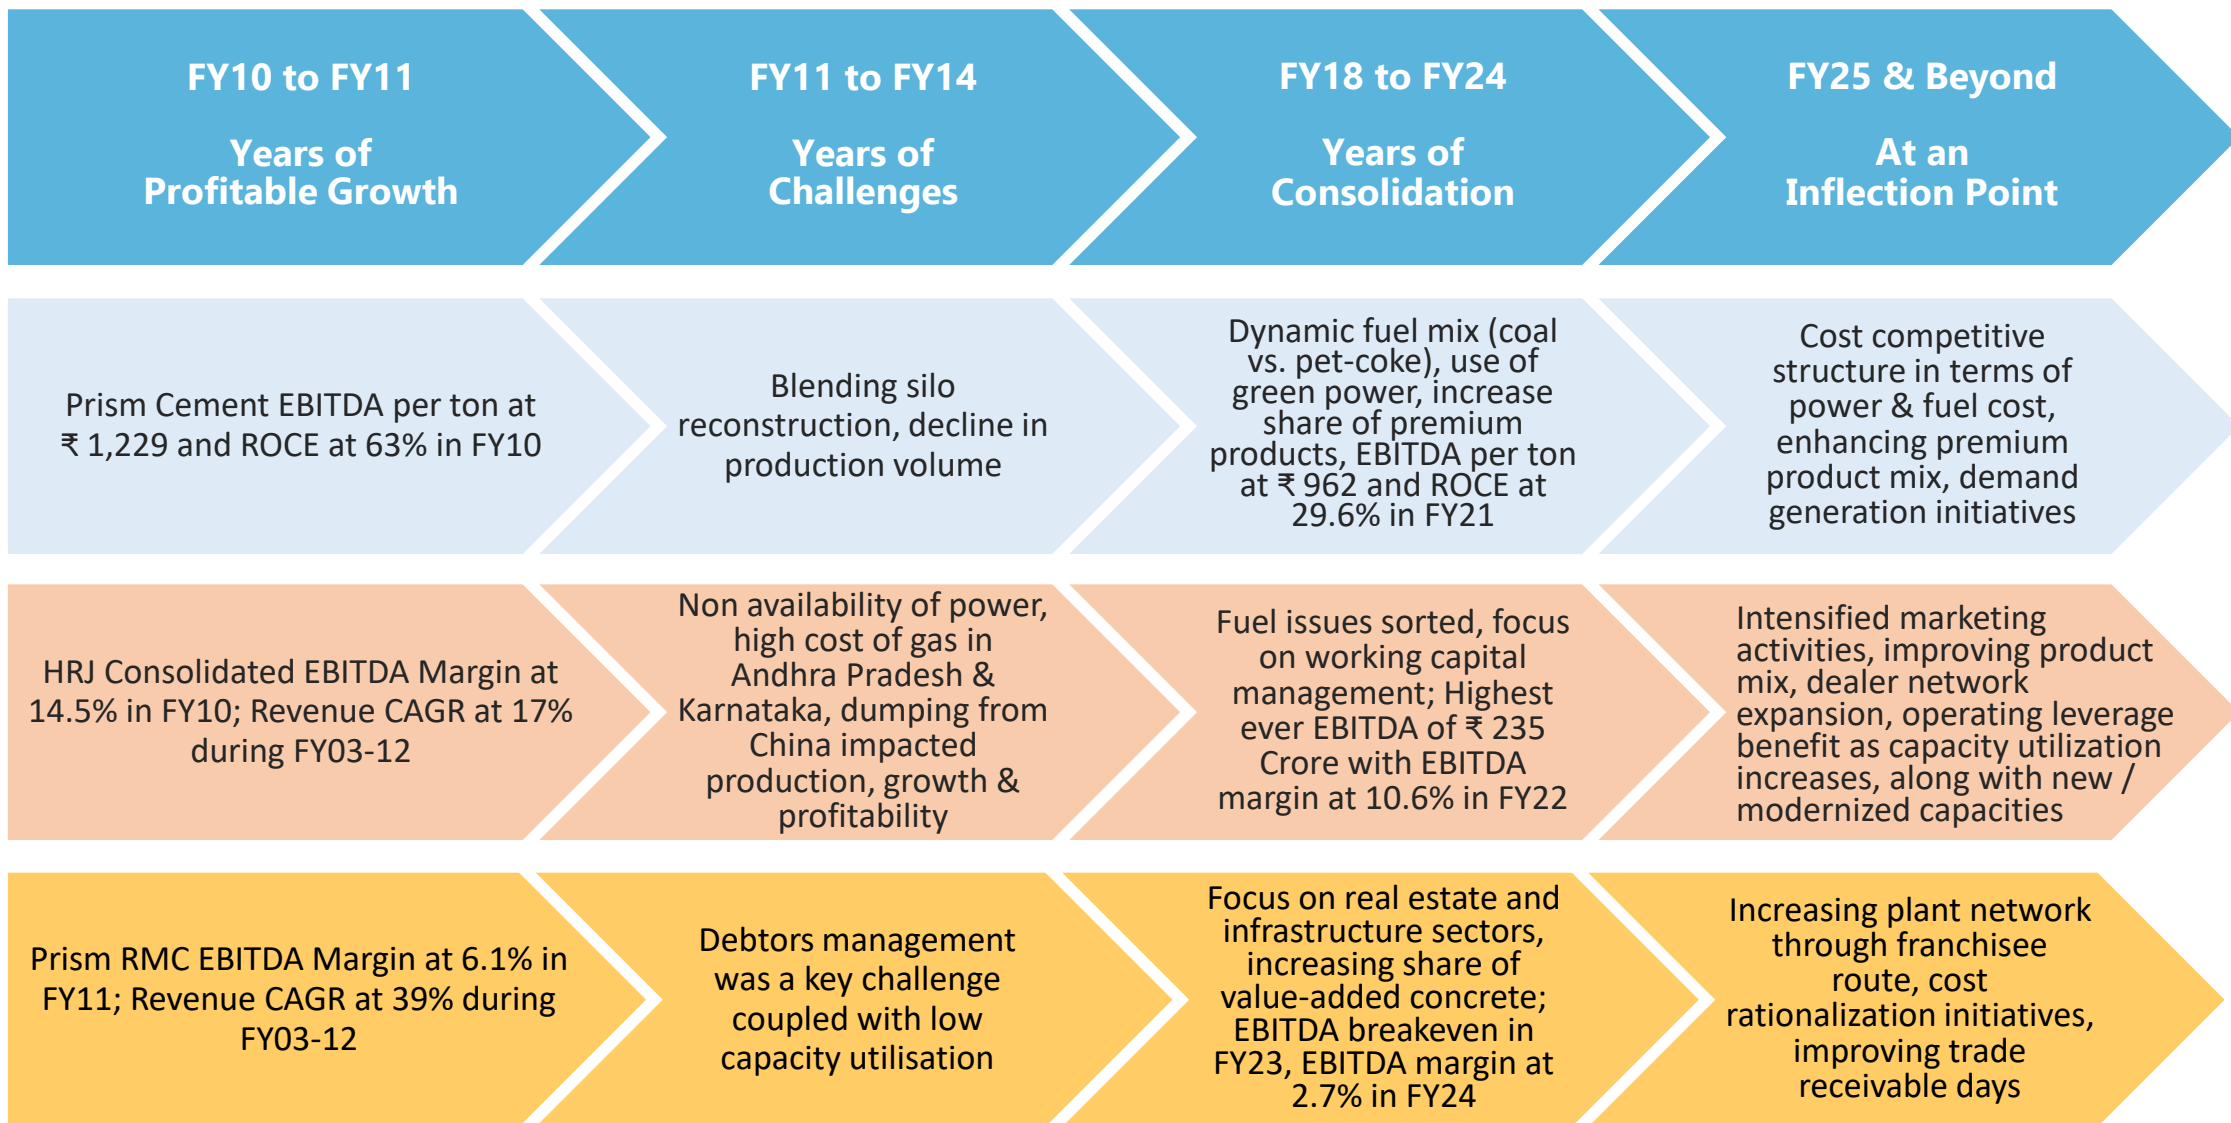 FY10 to FY11
Years of
Profitable Growth
FY11 to FY14
Years of
Challenges
FY18 to FY24
Years of
Consolidation
FY25 & Beyond
At an
Inflection Point
Prism Cement EBITDA per ton at
₹ 1,229 and ROCE at 63% in FY10
Blending silo
reconstruction, decline in
production volume
Dynamic fuel mix (coal
vs. pet-coke), use of
green power, increase
share of premium
products, EBITDA per ton
at ₹ 962 and ROCE at
29.6% in FY21
Cost competitive
structure in terms of
power & fuel cost,
enhancing premium
product mix, demand
generation initiatives
HRJ Consolidated EBITDA Margin at
14.5% in FY10; Revenue CAGR at 17%
during FY03-12
Non availability of power,
high cost of gas in
Andhra Pradesh &
Karnataka, dumping from
China impacted
production, growth &
profitability
Fuel issues sorted, focus
on working capital
management; Highest
ever EBITDA of ₹ 235
Crore with EBITDA
margin at 10.6% in FY22
Intensified marketing
activities, improving product
mix, dealer network
expansion, operating leverage
benefit as capacity utilization
increases, along with new /
modernized capacities
Prism RMC EBITDA Margin at 6.1% in
FY11; Revenue CAGR at 39% during
FY03-12
Debtors management
was a key challenge
coupled with low
capacity utilisation
Focus on real estate and
infrastructure sectors,
increasing share of
value-added concrete;
EBITDA breakeven in
FY23, EBITDA margin at
2.7% in FY24
Increasing plant network
through franchisee
route, cost
rationalization initiatives,
improving trade
receivable days